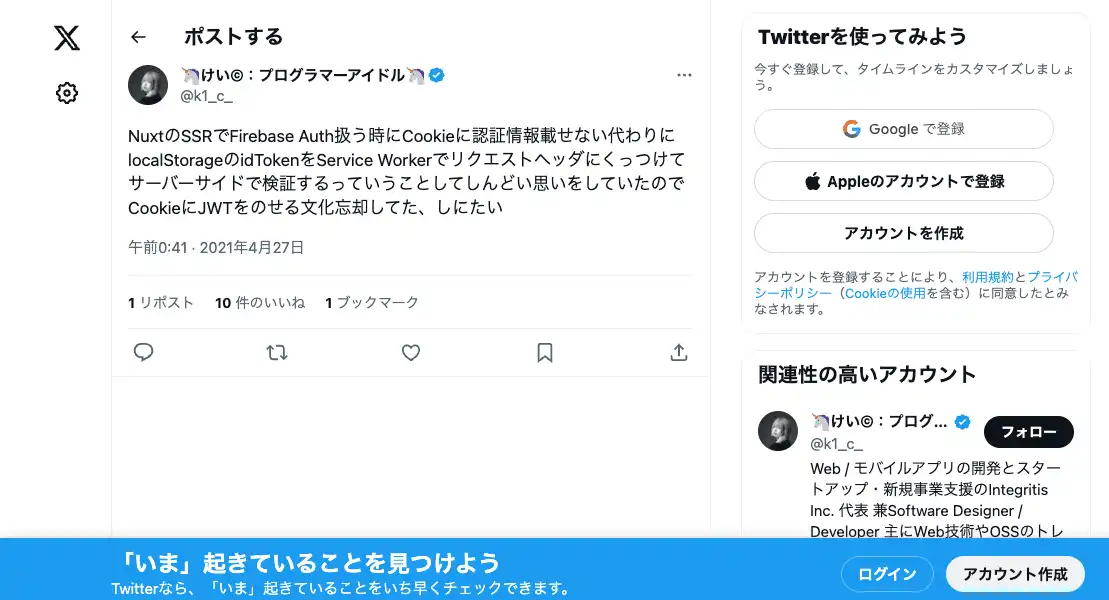 ポストする
🦄けい©：プログラマーアイドル🦄
@k1_c_
NuxtのSSRでFirebase Auth扱う時にCookieに認証情報載せない代わりに
localStorageのidTokenをService Workerでリクエストヘッダにくっつけて
サーバーサイドで検証するっていうことしてしんどい思いをしていたので
CookieにJWTをのせる文化忘却してた、しにたい
午前0:41 · 2021年4月27日
1 リポスト 10 件のいいね 1 ブックマーク
Twitterを使ってみよう
今すぐ登録して、タイムラインをカスタマイズしましょ
う。
Google で登録
Appleのアカウントで登録
アカウントを作成
アカウントを登録することにより、利用規約とプライバ
シーポリシー（Cookieの使用を含む）に同意したとみ
なされます。
関連性の高いアカウント
🦄けい©：プログ...
@k1_c_
フォロー
Web / モバイルアプリの開発とスター
トアップ・新規事業支援のIntegritis
Inc. 代表 兼Software Designer /
Developer 主にWeb技術やOSSのトレ
「いま」起きていることを見つけよう
Twitterなら、「いま」起きていることをいち早くチェックできます。
ログイン
アカウント作成